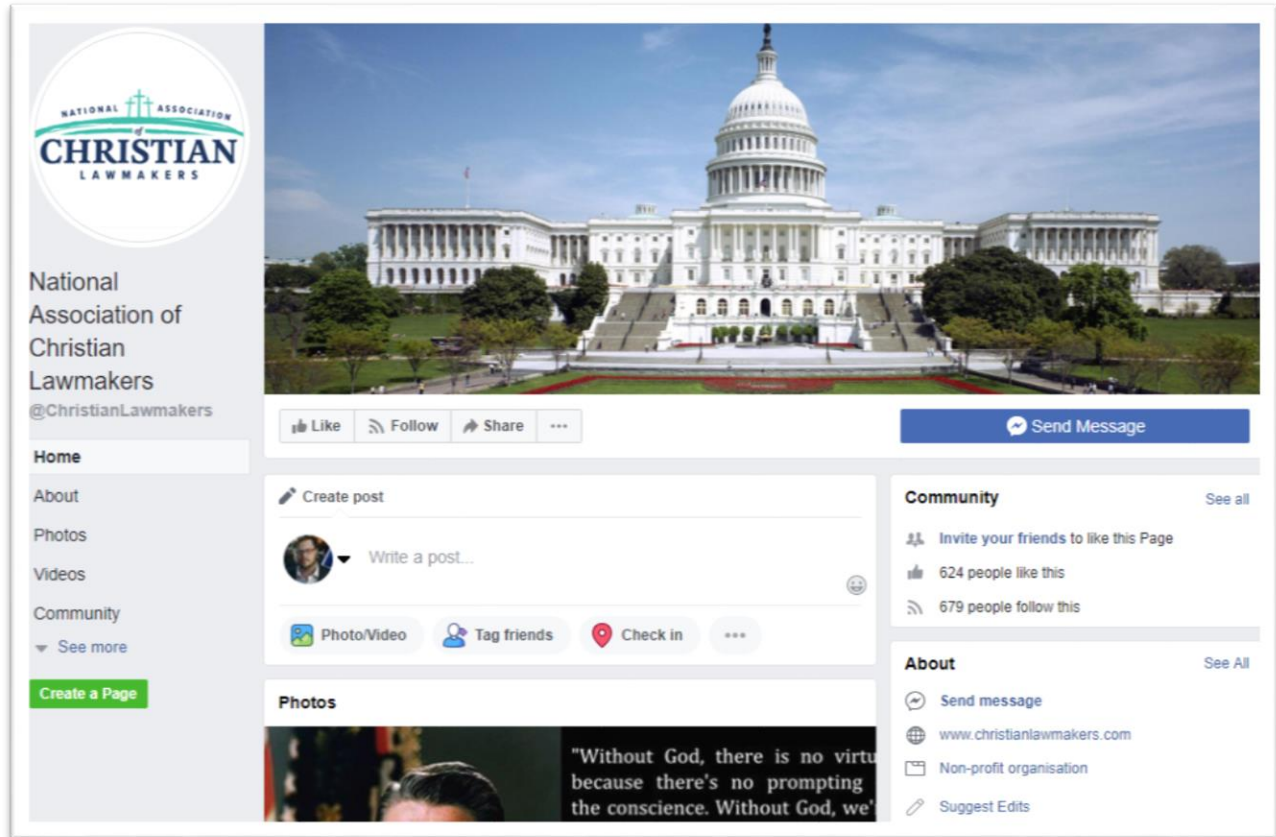 NATIONAL ASSOCIATION
of
CHRISTIAN
LAWMAKERS
National
Association of
Christian
Lawmakers
@ChristianLawmakers
Home
About
Photos
Videos
Community
See more
Create a Page
Like
Follow
Share
Send Message
Create post
Write a post...
Photo/Video
Tag friends
Check in
Photos
"Without God, there is no virtu
because there's no prompting
the conscience. Without God, we'
Community
See all
Invite your friends to like this Page
624 people like this
679 people follow this
About
See All
Send message
www.christianlawmakers.com
Non-profit organisation
Suggest Edits